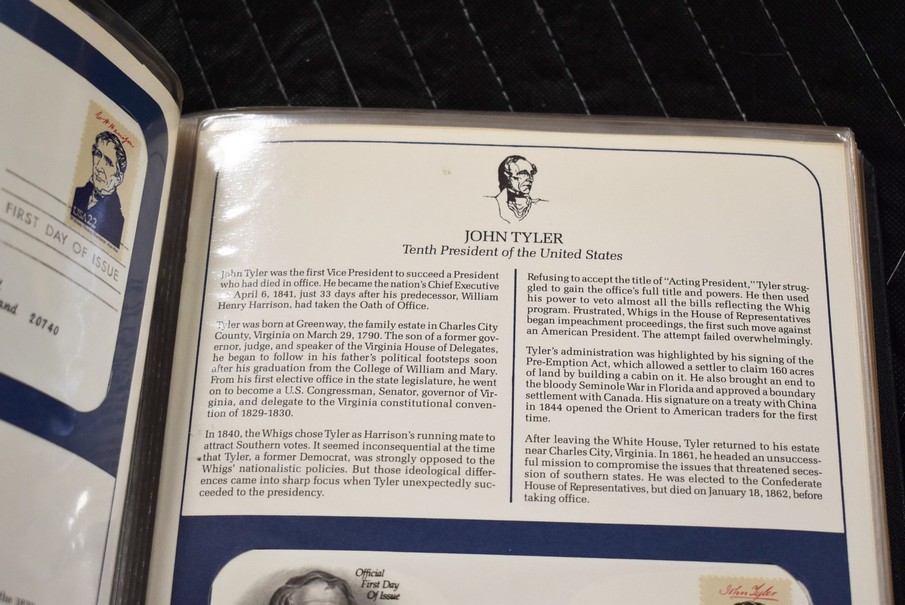 W H Harrison
USA 22
FIRST DAY OF ISSUE
and 20740
JOHN TYLER
Tenth President of the United States
John Tyler was the first Vice President to succeed a President
who had died in office. He became the nation's Chief Executive
April 6, 1841, just 33 days after his predecessor, William
Henry Harrison, had taken the Oath of Office.
Tyler was born at Greenway, the family estate in Charles City
County, Virginia on March 29, 1790. The son of a former gov-
ernor, judge, and speaker of the Virginia House of Delegates,
he began to follow in his father's political footsteps soon
after his graduation from the College of William and Mary.
From his first elective office in the state legislature, he went
on to become a U.S. Congressman, Senator, governor of Vir-
ginia, and delegate to the Virginia constitutional conven-
tion of 1829-1830.
In 1840, the Whigs chose Tyler as Harrison's running mate to
attract Southern votes. It seemed inconsequential at the time
that Tyler, a former Democrat, was strongly opposed to the
Whigs' nationalistic policies. But those ideological differ-
ences came into sharp focus when Tyler unexpectedly suc-
ceeded to the presidency.
Refusing to accept the title of "Acting President," Tyler strug-
gled to gain the office's full title and powers. He then used
his power to veto almost all the bills reflecting the Whig
program. Frustrated, Whigs in the House of Representatives
began impeachment proceedings, the first such move against
an American President. The attempt failed overwhelmingly.
Tyler's administration was highlighted by his signing of the
Pre-Emption Act, which allowed a settler to claim 160 acres
of land by building a cabin on it. He also brought an end to
the bloody Seminole War in Florida and approved a boundary
settlement with Canada. His signature on a treaty with China
in 1844 opened the Orient to American traders for the first
time.
After leaving the White House, Tyler returned to his estate
near Charles City, Virginia. In 1861, he headed an unsuccess-
ful mission to compromise the issues that threatened seces-
sion of southern states. He was elected to the Confederate
House of Representatives, but died on January 18, 1862, before
taking office.
Official
First Day
Of Issue
John Tyler